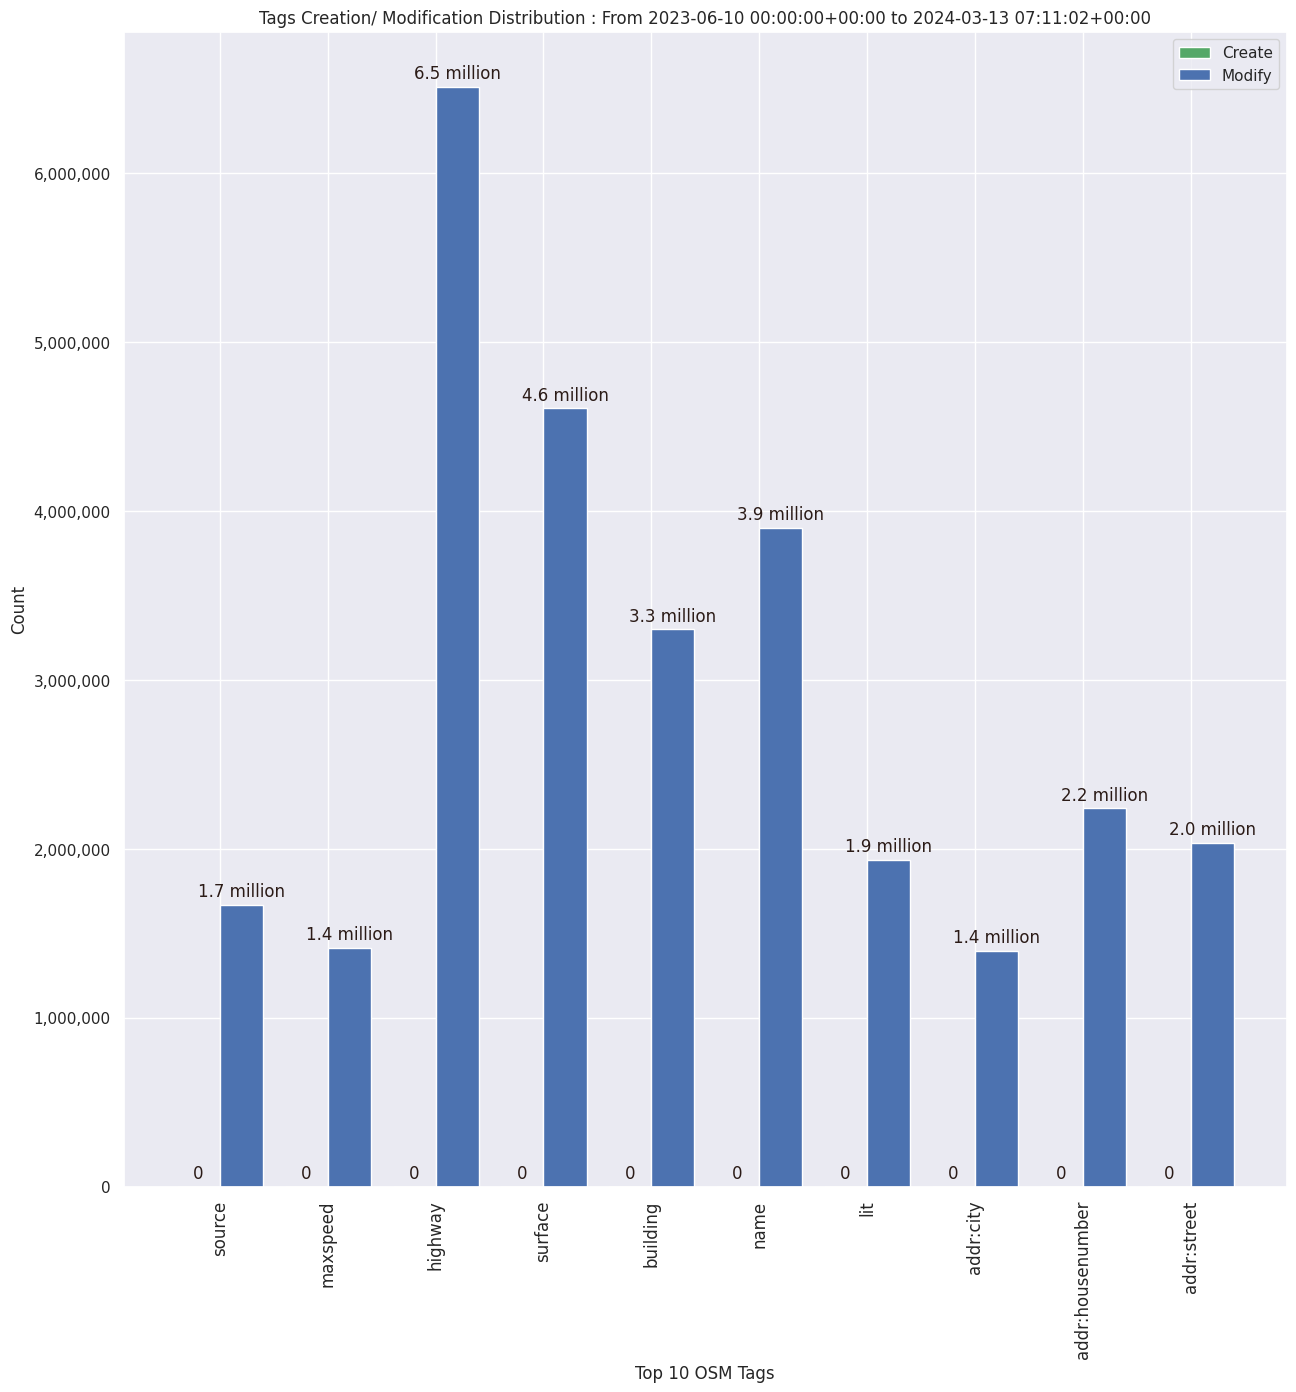 Tags Creation/ Modification Distribution : From 2023-06-10 00:00:00+00:00 to 2024-03-13 07:11:02+00:00
Create
Modify
6.5 million
4.6 million
3.9 million
3.3 million
2.2 million
2.0 million
1.9 million
1.7 million
1.4 million
1.4 million
0
0
0
0
0
0
0
0
0
0
6,000,000
5,000,000
4,000,000
3,000,000
2,000,000
1,000,000
0
Count
source
maxspeed
highway
surface
building
name
lit
addr:city
addr:housenumber
addr:street
Top 10 OSM Tags